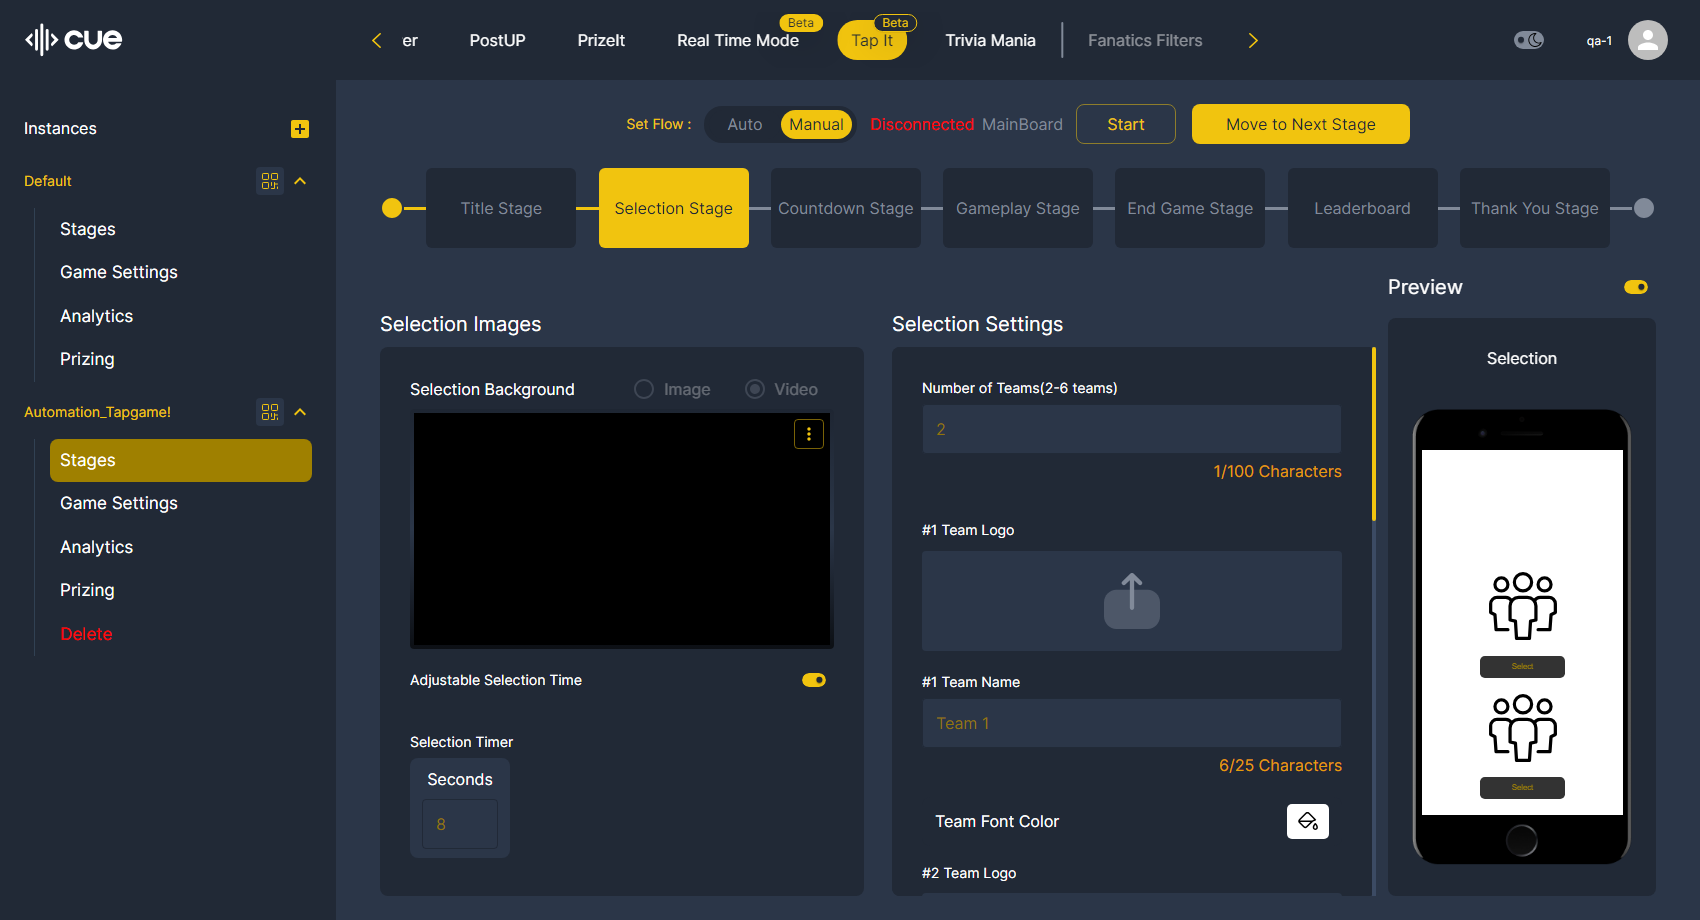 cue
er
PostUP
PrizeIt
Real Time Mode
Beta
Tap It
Beta
Trivia Mania
Fanatics Filters
qa-1
Instances
Default
Stages
Game Settings
Analytics
Prizing
Automation_Tapgame!
Stages
Game Settings
Analytics
Prizing
Delete
Set Flow :
Auto
Manual
Disconnected MainBoard
Start
Move to Next Stage
Title Stage
Selection Stage
Countdown Stage
Gameplay Stage
End Game Stage
Leaderboard
Thank You Stage
Selection Images
Selection Background
Image
Video
Adjustable Selection Time
Selection Timer
Seconds
8
Selection Settings
Number of Teams(2-6 teams)
2
1/100 Characters
#1 Team Logo
#1 Team Name
Team 1
6/25 Characters
Team Font Color
#2 Team Logo
Preview
Selection
Select
Select